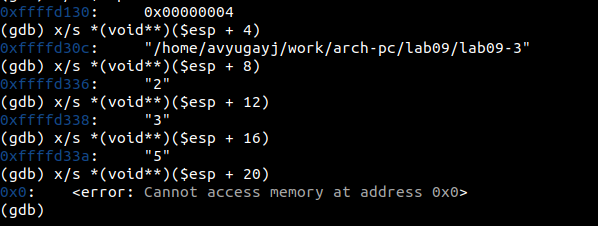 (gdb) x/x $esp
0xffffd130: 0x00000004
(gdb) x/s *(void**)($esp + 4)
0xffffd30c: "/home/avyugayj/work/arch-pc/lab09/lab09-3"
(gdb) x/s *(void**)($esp + 8)
0xffffd336: "2"
(gdb) x/s *(void**)($esp + 12)
0xffffd338: "3"
(gdb) x/s *(void**)($esp + 16)
0xffffd33a: "5"
(gdb) x/s *(void**)($esp + 20)
0x0: <error: Cannot access memory at address 0x0>
(gdb)